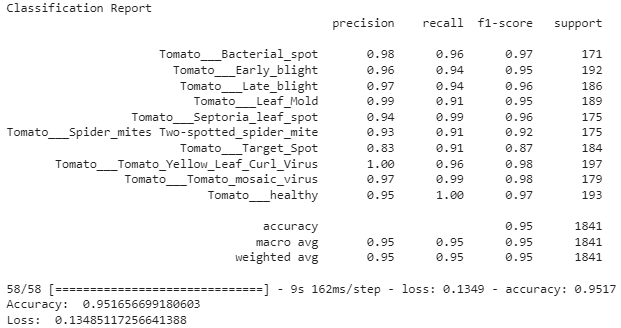 Classification Report
precision recall f1-score support
Tomato___Bacterial_spot 0.98 0.96 0.97 171
Tomato___Early_blight 0.96 0.94 0.95 192
Tomato___Late_blight 0.97 0.94 0.96 186
Tomato___Leaf_Mold 0.99 0.91 0.95 189
Tomato___Septoria_leaf_spot 0.94 0.99 0.96 175
Tomato___Spider_mites Two-spotted_spider_mite 0.93 0.91 0.92 175
Tomato___Target_Spot 0.83 0.91 0.87 184
Tomato___Tomato_Yellow_Leaf_Curl_Virus 1.00 0.96 0.98 197
Tomato___Tomato_mosaic_virus 0.97 0.99 0.98 179
Tomato___healthy 0.95 1.00 0.97 193
accuracy 0.95 1841
macro avg 0.95 0.95 0.95 1841
weighted avg 0.95 0.95 0.95 1841
58/58 [==============================] - 9s 162ms/step - loss: 0.1349 - accuracy: 0.9517
Accuracy: 0.951656699180603
Loss: 0.13485117256641388